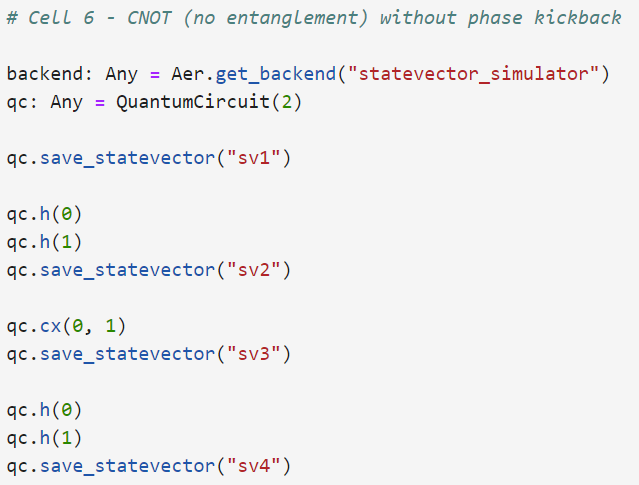 # Cell 6 - CNOT (no entanglement) without phase kickback
backend: Any = Aer.get_backend("statevector_simulator")
qc: Any = QuantumCircuit(2)
qc.save_statevector("sv1")
qc.h(0)
qc.h(1)
qc.save_statevector("sv2")
qc.cx(0, 1)
qc.save_statevector("sv3")
qc.h(0)
qc.h(1)
qc.save_statevector("sv4")